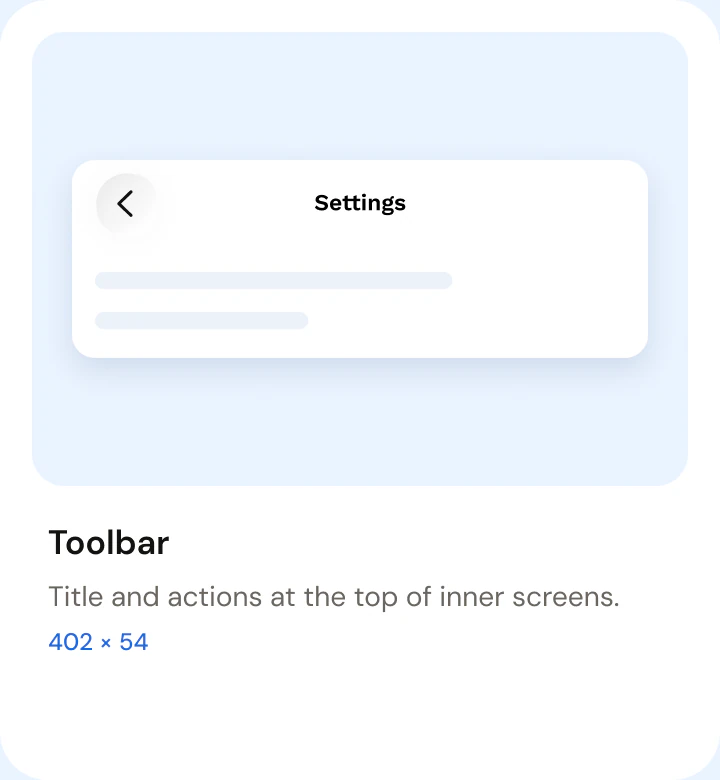 Settings
Toolbar
Title and actions at the top of inner screens.
402 × 54